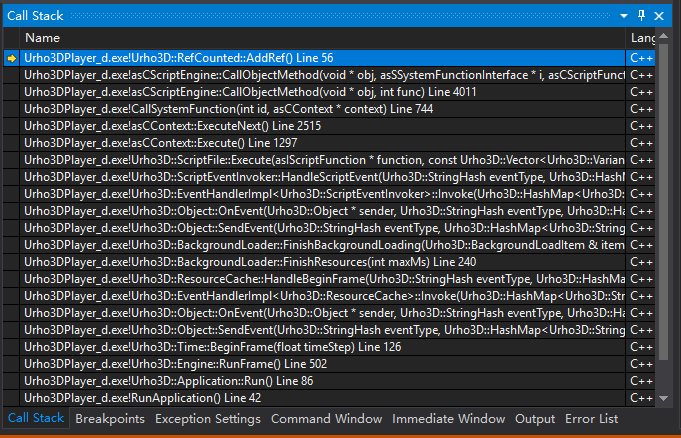 Call Stack
Name Lang
Urho3DPlayer_d.exe!Urho3D::RefCounted::AddRef() Line 56 C++
Urho3DPlayer_d.exe!asCScriptEngine::CallObjectMethod(void * obj, asSSystemFunctionInterface * i, asCScriptFunct C++
Urho3DPlayer_d.exe!asCScriptEngine::CallObjectMethod(void * obj, int func) Line 4011 C++
Urho3DPlayer_d.exe!CallSystemFunction(int id, asCContext * context) Line 744 C++
Urho3DPlayer_d.exe!asCContext::ExecuteNext() Line 2515 C++
Urho3DPlayer_d.exe!asCContext::Execute() Line 1297 C++
Urho3DPlayer_d.exe!Urho3D::ScriptFile::Execute(asIScriptFunction * function, const Urho3D::Vector<Urho3D::Varian C++
Urho3DPlayer_d.exe!Urho3D::ScriptEventInvoker::HandleScriptEvent(Urho3D::StringHash eventType, Urho3D::HashM C++
Urho3DPlayer_d.exe!Urho3D::EventHandlerImpl<Urho3D::ScriptEventInvoker>::Invoke(Urho3D::HashMap<Urho3D: C++
Urho3DPlayer_d.exe!Urho3D::Object::OnEvent(Urho3D::Object * sender, Urho3D::StringHash eventType, Urho3D::Ha C++
Urho3DPlayer_d.exe!Urho3D::Object::SendEvent(Urho3D::StringHash eventType, Urho3D::HashMap<Urho3D::String C++
Urho3DPlayer_d.exe!Urho3D::BackgroundLoader::FinishBackgroundLoading(Urho3D::BackgroundLoadItem & item C++
Urho3DPlayer_d.exe!Urho3D::BackgroundLoader::FinishResources(int maxMs) Line 240 C++
Urho3DPlayer_d.exe!Urho3D::ResourceCache::HandleBeginFrame(Urho3D::StringHash eventType, Urho3D::HashMa C++
Urho3DPlayer_d.exe!Urho3D::EventHandlerImpl<Urho3D::ResourceCache>::Invoke(Urho3D::HashMap<Urho3D::Str C++
Urho3DPlayer_d.exe!Urho3D::Object::OnEvent(Urho3D::Object * sender, Urho3D::StringHash eventType, Urho3D::Ha C++
Urho3DPlayer_d.exe!Urho3D::Object::SendEvent(Urho3D::StringHash eventType, Urho3D::HashMap<Urho3D::String C++
Urho3DPlayer_d.exe!Urho3D::Time::BeginFrame(float timeStep) Line 126 C++
Urho3DPlayer_d.exe!Urho3D::Engine::RunFrame() Line 502 C++
Urho3DPlayer_d.exe!Urho3D::Application::Run() Line 86 C++
Urho3DPlayer_d.exe!RunApplication() Line 42 C++
Call Stack Breakpoints Exception Settings Command Window Immediate Window Output Error List